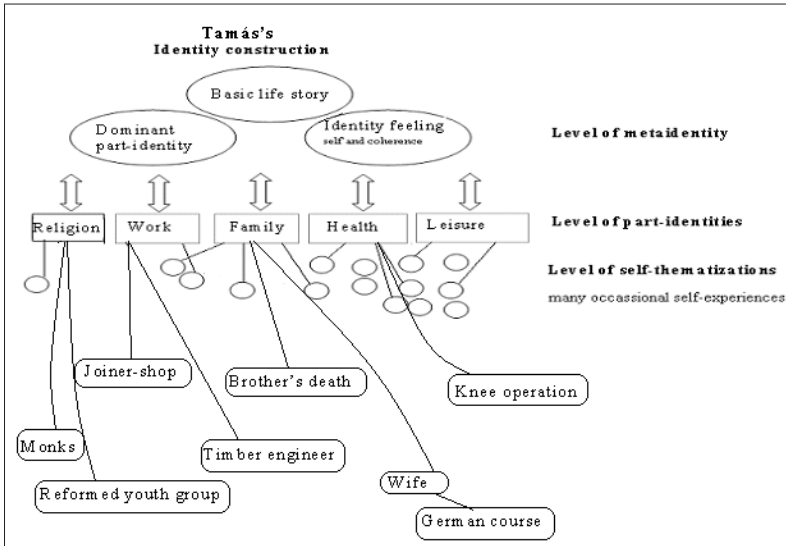 Tamás's
Identity construction
Basic life story
Dominant
part-identity
Identity feeling
self and coherence
Level of metaidentity
Religion
Work
Family
Health
Leisure
Level of part-identities
Level of self-thematizations
many occassional self-experiences
Joiner-shop
Brother's death
Knee operation
Monks
Timber engineer
Reformed youth group
Wife
German course